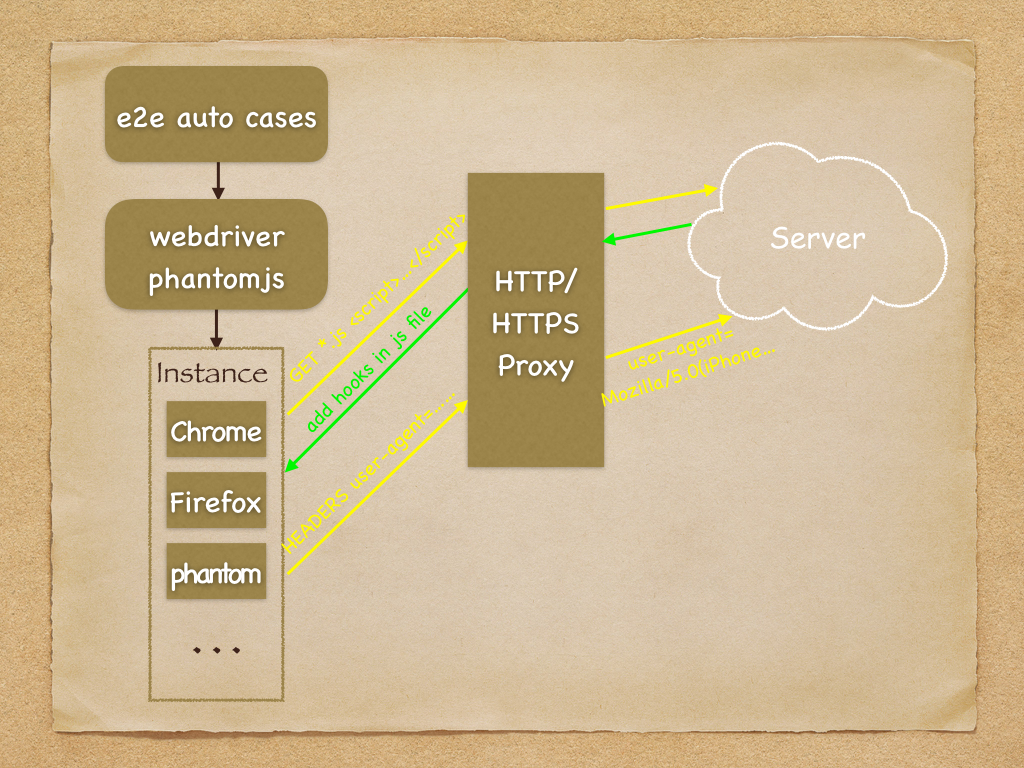 e2e auto cases
webdriver
phantomjs
Instance
Chrome
Firefox
phantom
...
GET *.js <script>...</script>
add hooks in js file
HEADERS user-agent=......
HTTP/
HTTPS
Proxy
Server
user-agent=
Mozilla/5.0(iPhone...